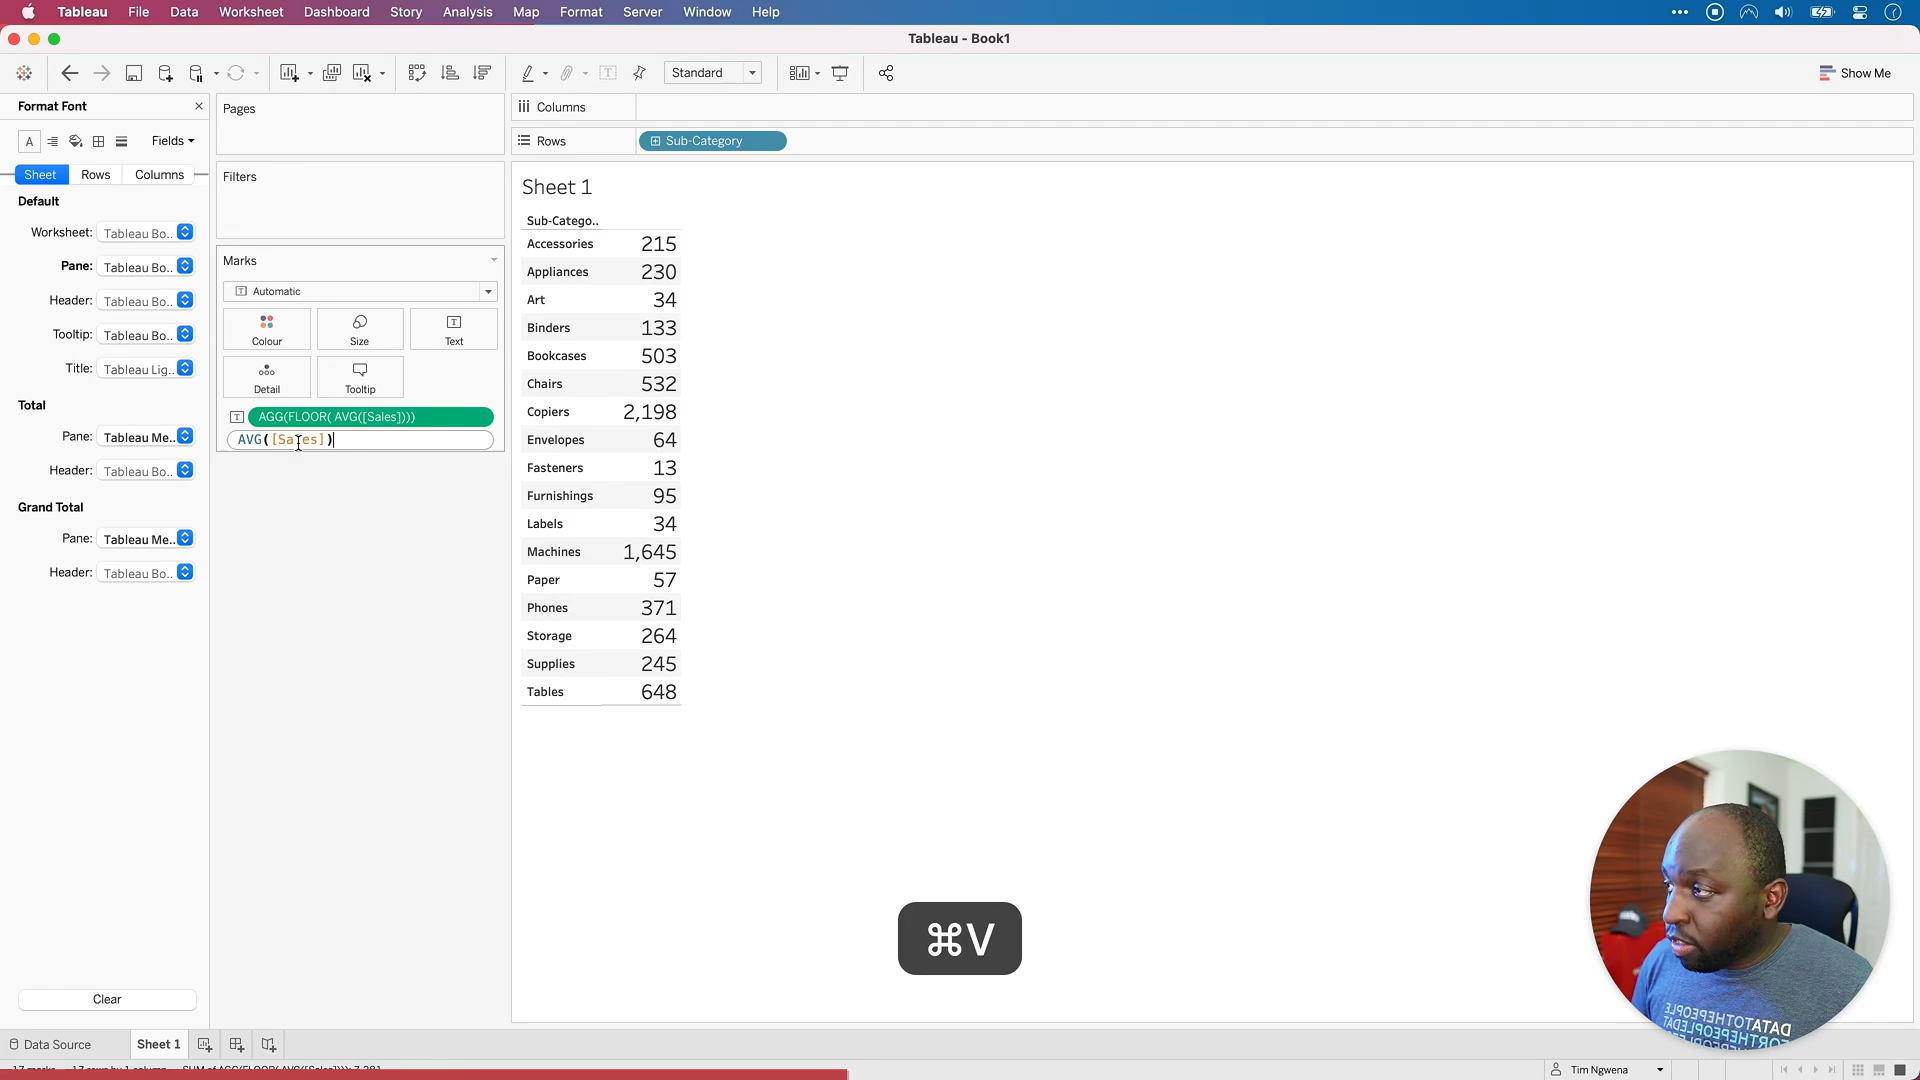 Tableau File Data Worksheet Dashboard Story Analysis Map Format Server Window Help
Tableau - Book1
Standard
Show Me
Format Font
Fields
Sheet Rows Columns
Default
Worksheet: Tableau Bo..
Pane: Tableau Bo..
Header: Tableau Bo..
Tooltip: Tableau Bo..
Title: Tableau Lig..
Total
Pane: Tableau Me..
Header: Tableau Bo..
Grand Total
Pane: Tableau Me..
Header: Tableau Bo..
Clear
Pages
Filters
Marks
Automatic
Colour Size Text
Detail Tooltip
AGG(FLOOR( AVG([Sales])))
AVG([Sales])
Columns
Rows Sub-Category
Sheet 1
Sub-Catego..
Accessories 215
Appliances 230
Art 34
Binders 133
Bookcases 503
Chairs 532
Copiers 2,198
Envelopes 64
Fasteners 13
Furnishings 95
Labels 34
Machines 1,645
Paper 57
Phones 371
Storage 264
Supplies 245
Tables 648
⌘V
Data Source Sheet 1
Tim Ngwena